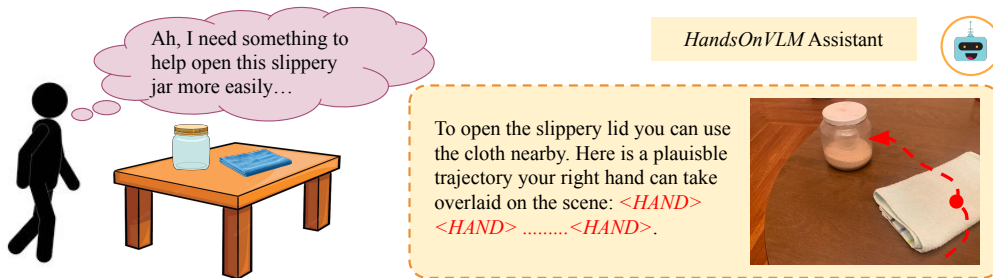 Ah, I need something to
help open this slippery
jar more easily…
HandsOnVLM Assistant
To open the slippery lid you can use
the cloth nearby. Here is a plauisble
trajectory your right hand can take
overlaid on the scene: <HAND>
<HAND> .........<HAND>.